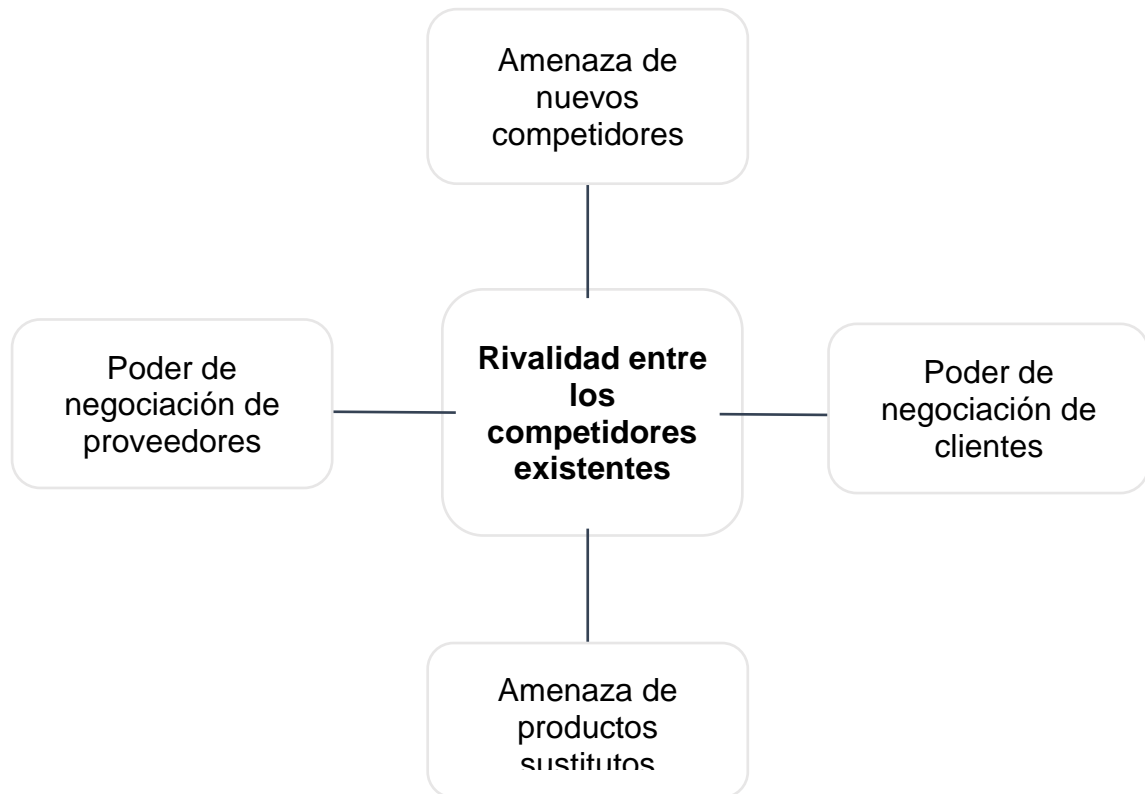 Amenaza de
nuevos
competidores
Poder de
negociación de
proveedores
Rivalidad entre
los
competidores
existentes
Poder de
negociación de
clientes
Amenaza de
productos
sustitutos